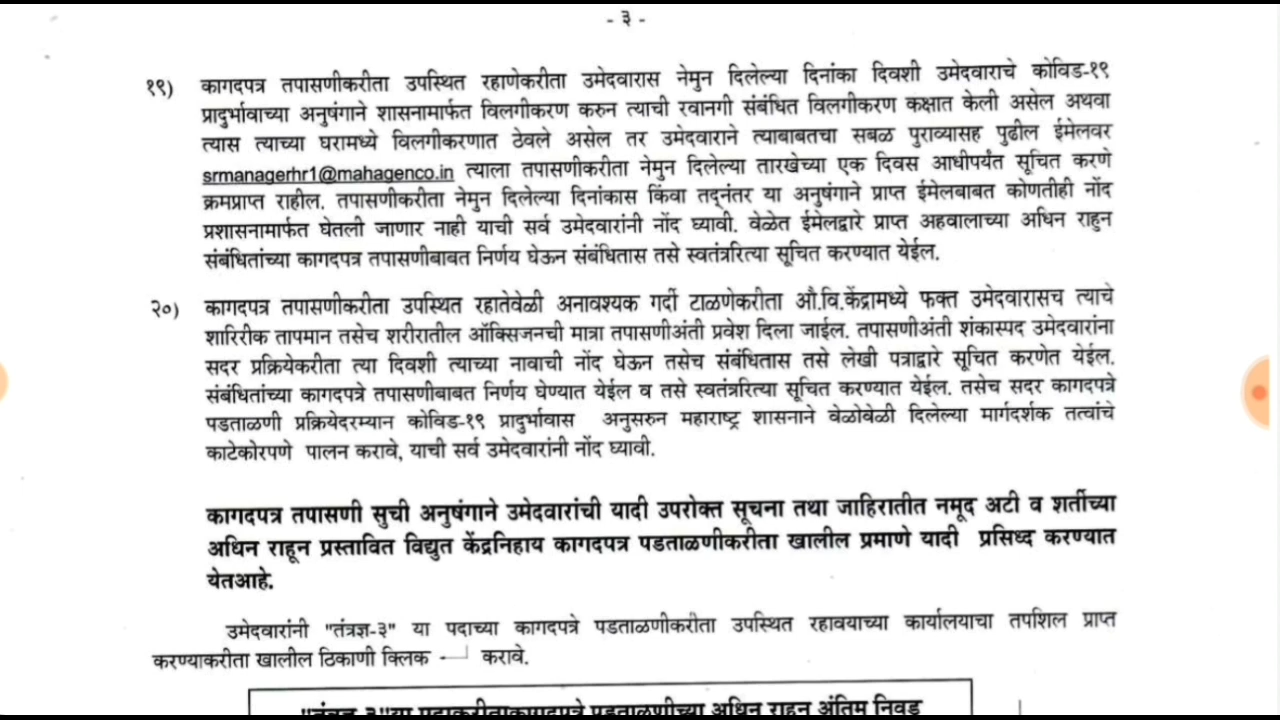 - ३ -
१९) कागदपत्र तपासणीकरीता उपस्थित रहाणेकरीता उमेदवारास नेमुन दिलेल्या दिनांका दिवशी उमेदवाराचे कोविड-१९
प्रादुर्भावाच्या अनुषंगाने शासनामार्फत विलगीकरण करुन त्याची रवानगी संबंधित विलगीकरण कक्षात केली असेल अथवा
त्यास त्याच्या घरामध्ये विलगीकरणात ठेवले असेल तर उमेदवाराने त्याबाबतचा सबळ पुराव्यासह पुढील ईमेलवर
srmanagerhr1@mahagenco.in त्याला तपासणीकरीता नेमुन दिलेल्या तारखेच्या एक दिवस आधीपर्यंत सूचित करणे
क्रमप्राप्त राहील. तपासणीकरीता नेमुन दिलेल्या दिनांकास किंवा तद्नंतर या अनुषंगाने प्राप्त ईमेलबाबत कोणतीही नोंद
प्रशासनामार्फत घेतली जाणार नाही याची सर्व उमेदवारांनी नोंद घ्यावी. वेळेत ईमेलद्वारे प्राप्त अहवालाच्या अधिन राहुन
संबंधितांच्या कागदपत्र तपासणीबाबत निर्णय घेऊन संबंधितास तसे स्वतंत्ररित्या सूचित करण्यात येईल.
२०) कागदपत्र तपासणीकरीता उपस्थित रहातेवेळी अनावश्यक गर्दी टाळणेकरीता औ.वि.केंद्रामध्ये फक्त उमेदवारासच त्याचे
शारिरीक तापमान तसेच शरीरातील ऑक्सिजनची मात्रा तपासणीअंती प्रवेश दिला जाईल. तपासणीअंती शंकास्पद उमेदवारांना
सदर प्रक्रियेकरीता त्या दिवशी त्याच्या नावाची नोंद घेऊन तसेच संबंधितास तसे लेखी पत्राद्वारे सूचित करणेत येईल.
संबंधितांच्या कागदपत्रे तपासणीबाबत निर्णय घेण्यात येईल व तसे स्वतंत्ररित्या सूचित करण्यात येईल. तसेच सदर कागदपत्रे
पडताळणी प्रक्रियेदरम्यान कोविड-१९ प्रादुर्भावास अनुसरुन महाराष्ट्र शासनाने वेळोवेळी दिलेल्या मार्गदर्शक तत्वांचे
काटेकोरपणे पालन करावे, याची सर्व उमेदवारांनी नोंद घ्यावी.
कागदपत्र तपासणी सुची अनुषंगाने उमेदवारांची यादी उपरोक्त सूचना तथा जाहिरातीत नमूद अटी व शर्तीच्या
अधिन राहून प्रस्तावित विद्युत केंद्रनिहाय कागदपत्र पडताळणीकरीता खालील प्रमाणे यादी प्रसिध्द करण्यात
येतआहे.
उमेदवारांनी "तंत्रज्ञ-३" या पदाच्या कागदपत्रे पडताळणीकरीता उपस्थित रहावयाच्या कार्यालयाचा तपशिल प्राप्त
करण्याकरीता खालील ठिकाणी क्लिक करावे.
"तंत्रज्ञ-३"या पदाकरीताकागदपत्रे पडताळणीच्या अधिन राहुन अंतिम निवड